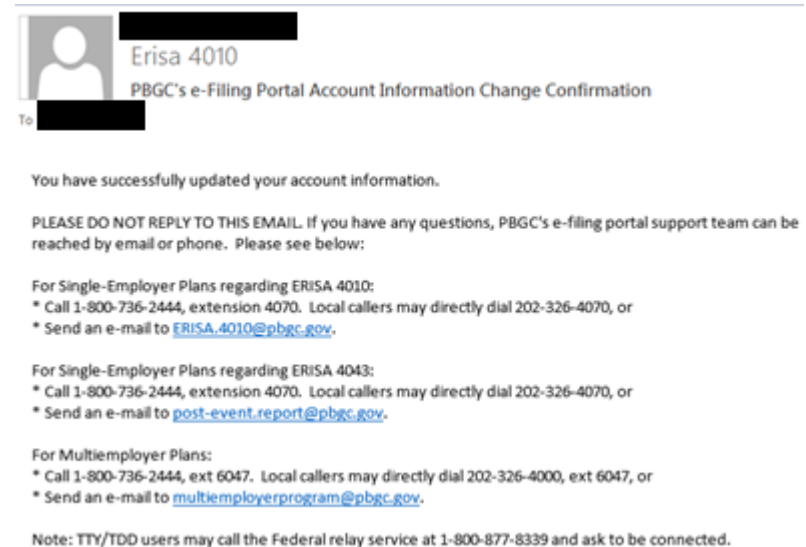 Erisa 4010
PBGC's e-Filing Portal Account Information Change Confirmation
To
You have successfully updated your account information.
PLEASE DO NOT REPLY TO THIS EMAIL. If you have any questions, PBGC's e-filing portal support team can be
reached by email or phone.  Please see below:
For Single-Employer Plans regarding ERISA 4010:
* Call 1-800-736-2444, extension 4070.  Local callers may directly dial 202-326-4070, or
* Send an e-mail to ERISA.4010@pbgc.gov.
For Single-Employer Plans regarding ERISA 4043:
* Call 1-800-736-2444, extension 4070.  Local callers may directly dial 202-326-4070, or
* Send an e-mail to post-event.report@pbgc.gov.
For Multiemployer Plans:
* Call 1-800-736-2444, ext 6047.  Local callers may directly dial 202-326-4000, ext 6047, or
* Send an e-mail to multiemployerprogram@pbgc.gov.
Note: TTY/TDD users may call the Federal relay service at 1-800-877-8339 and ask to be connected.